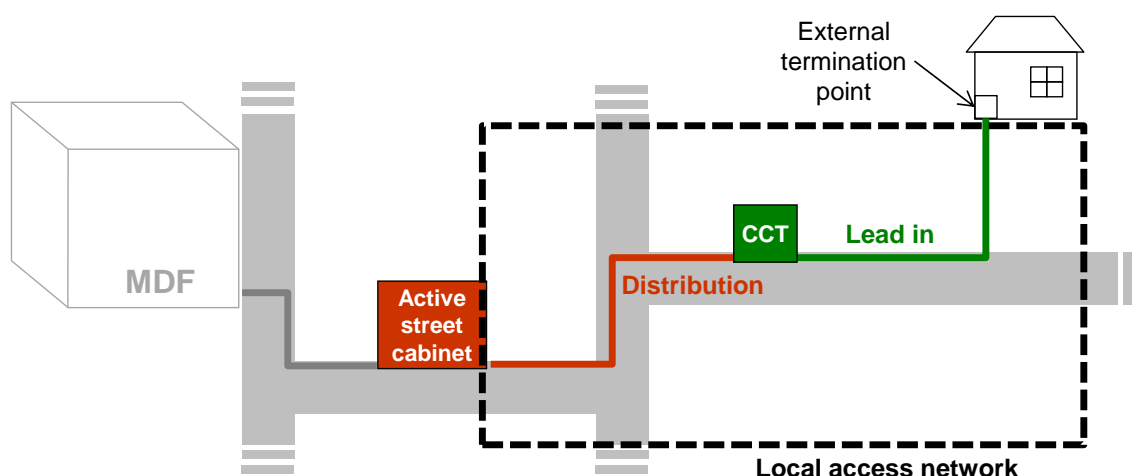 External
termination
point
CCT
Lead in
MDF
Distribution
Active
street
cabinet
Local access network